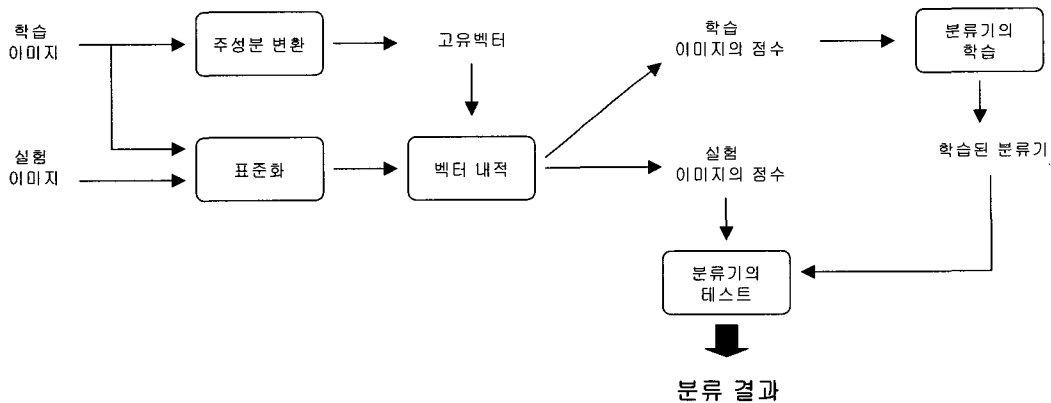 학습
이미지
주성분 변환
고유벡터
학습
이미지의 점수
분류기의
학습
실험
이미지
표준화
벡터 내적
실험
이미지의 점수
학습된 분류기
분류기의
테스트
분류 결과